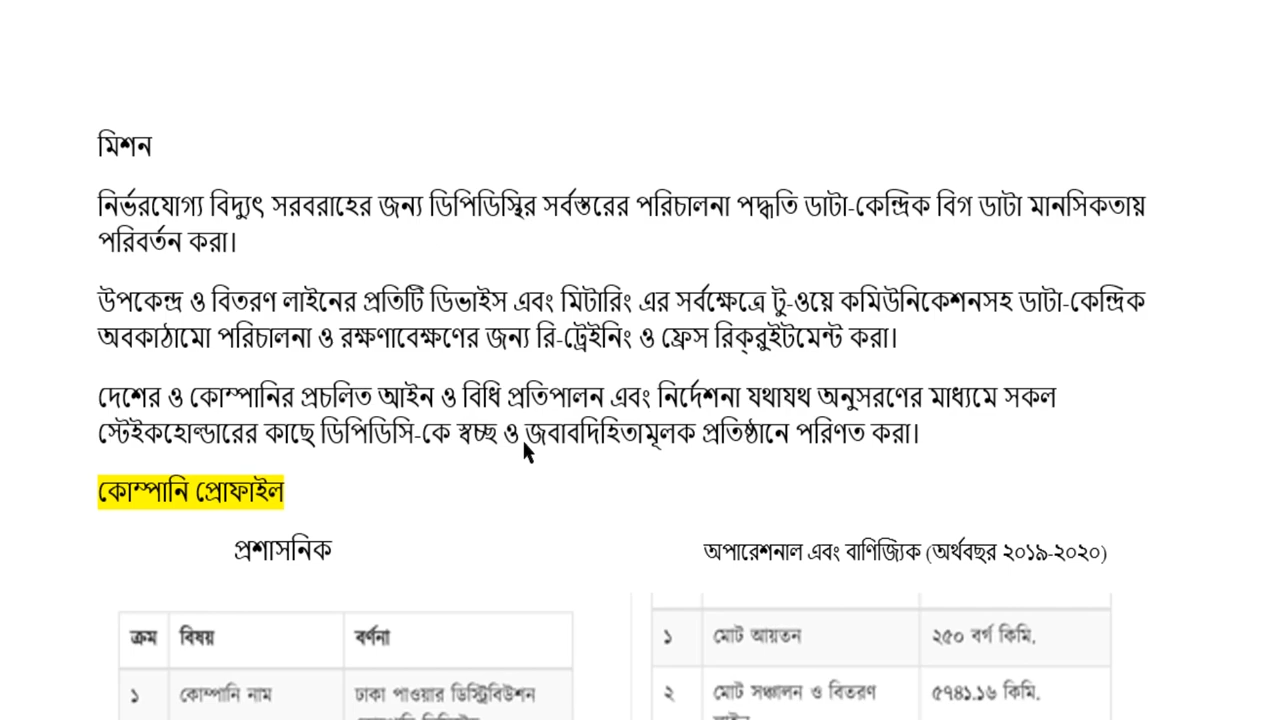 মিশন
নির্ভরযোগ্য বিদ্যুৎ সরবরাহের জন্য ডিপিডিস্থির সর্বস্তরের পরিচালনা পদ্ধতি ডাটা-কেন্দ্রিক বিগ ডাটা মানসিকতায়
পরিবর্তন করা।
উপকেন্দ্র ও বিতরণ লাইনের প্রতিটি ডিভাইস এবং মিটারিং এর সর্বক্ষেত্রে টু-ওয়ে কমিউনিকেশনসহ ডাটা-কেন্দ্রিক
অবকাঠামো পরিচালনা ও রক্ষণাবেক্ষণের জন্য রি-ট্রেইনিং ও ফ্রেস রিক্রুইটমেন্ট করা।
দেশের ও কোম্পানির প্রচলিত আইন ও বিধি প্রতিপালন এবং নির্দেশনা যথাযথ অনুসরণের মাধ্যমে সকল
স্টেইকহোল্ডারের কাছে ডিপিডিসি-কে স্বচ্ছ ও জবাবদিহিতামূলক প্রতিষ্ঠানে পরিণত করা।
কোম্পানি প্রোফাইল
প্রশাসনিক
অপারেশনাল এবং বাণিজ্যিক (অর্থবছর ২০১৯-২০২০)
ক্রম বিষয় বর্ণনা
১ কোম্পানি নাম ঢাকা পাওয়ার ডিস্ট্রিবিউশন
১ মোট আয়তন ২৫০ বর্গ কিমি.
২ মোট সঞ্চালন ও বিতরণ ৫৭৪১.১৬ কিমি.